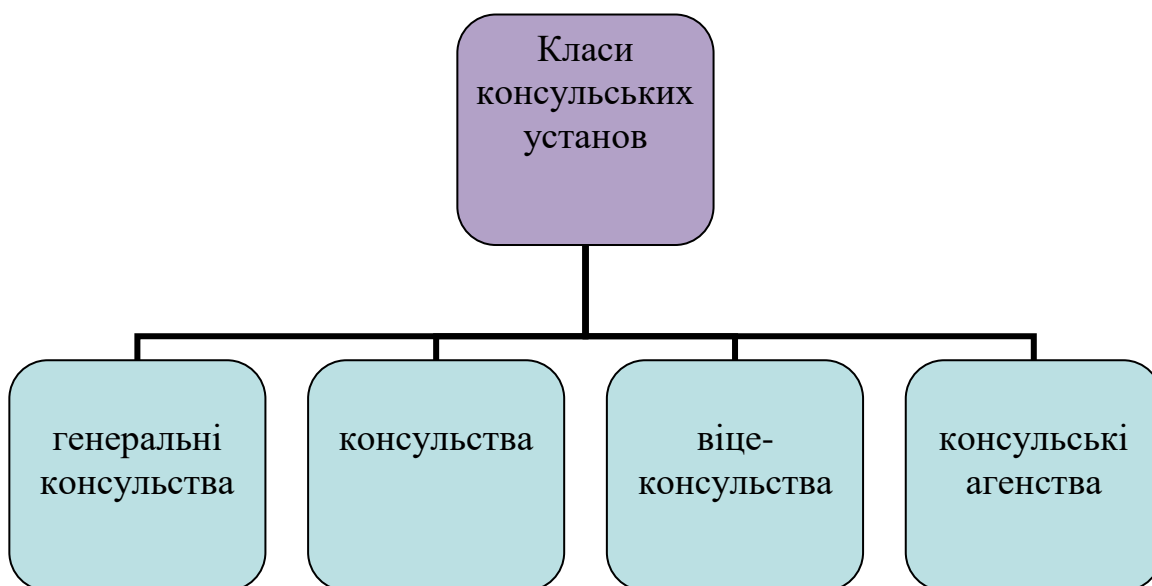 Класи
консульських
установ
генеральні
консульства
консульства
віце-
консульства
консульські
агенства